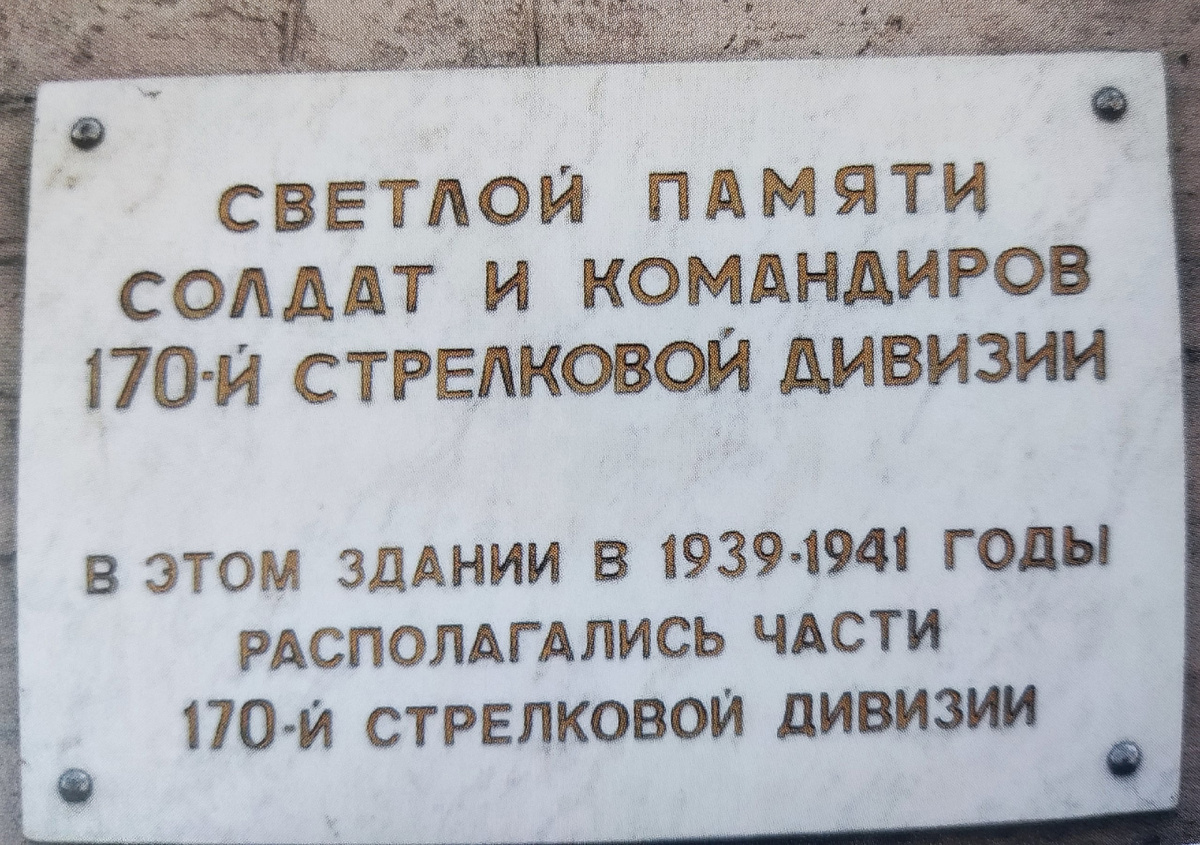 СВЕТЛОЙ ПАМЯТИ
СОЛДАТ И КОМАНДИРОВ
170-Й СТРЕЛКОВОЙ ДИВИЗИИ
В ЭТОМ ЗДАНИИ В 1939-1941 ГОДЫ
РАСПОЛАГАЛИСЬ ЧАСТИ
170-Й СТРЕЛКОВОЙ ДИВИЗИИ